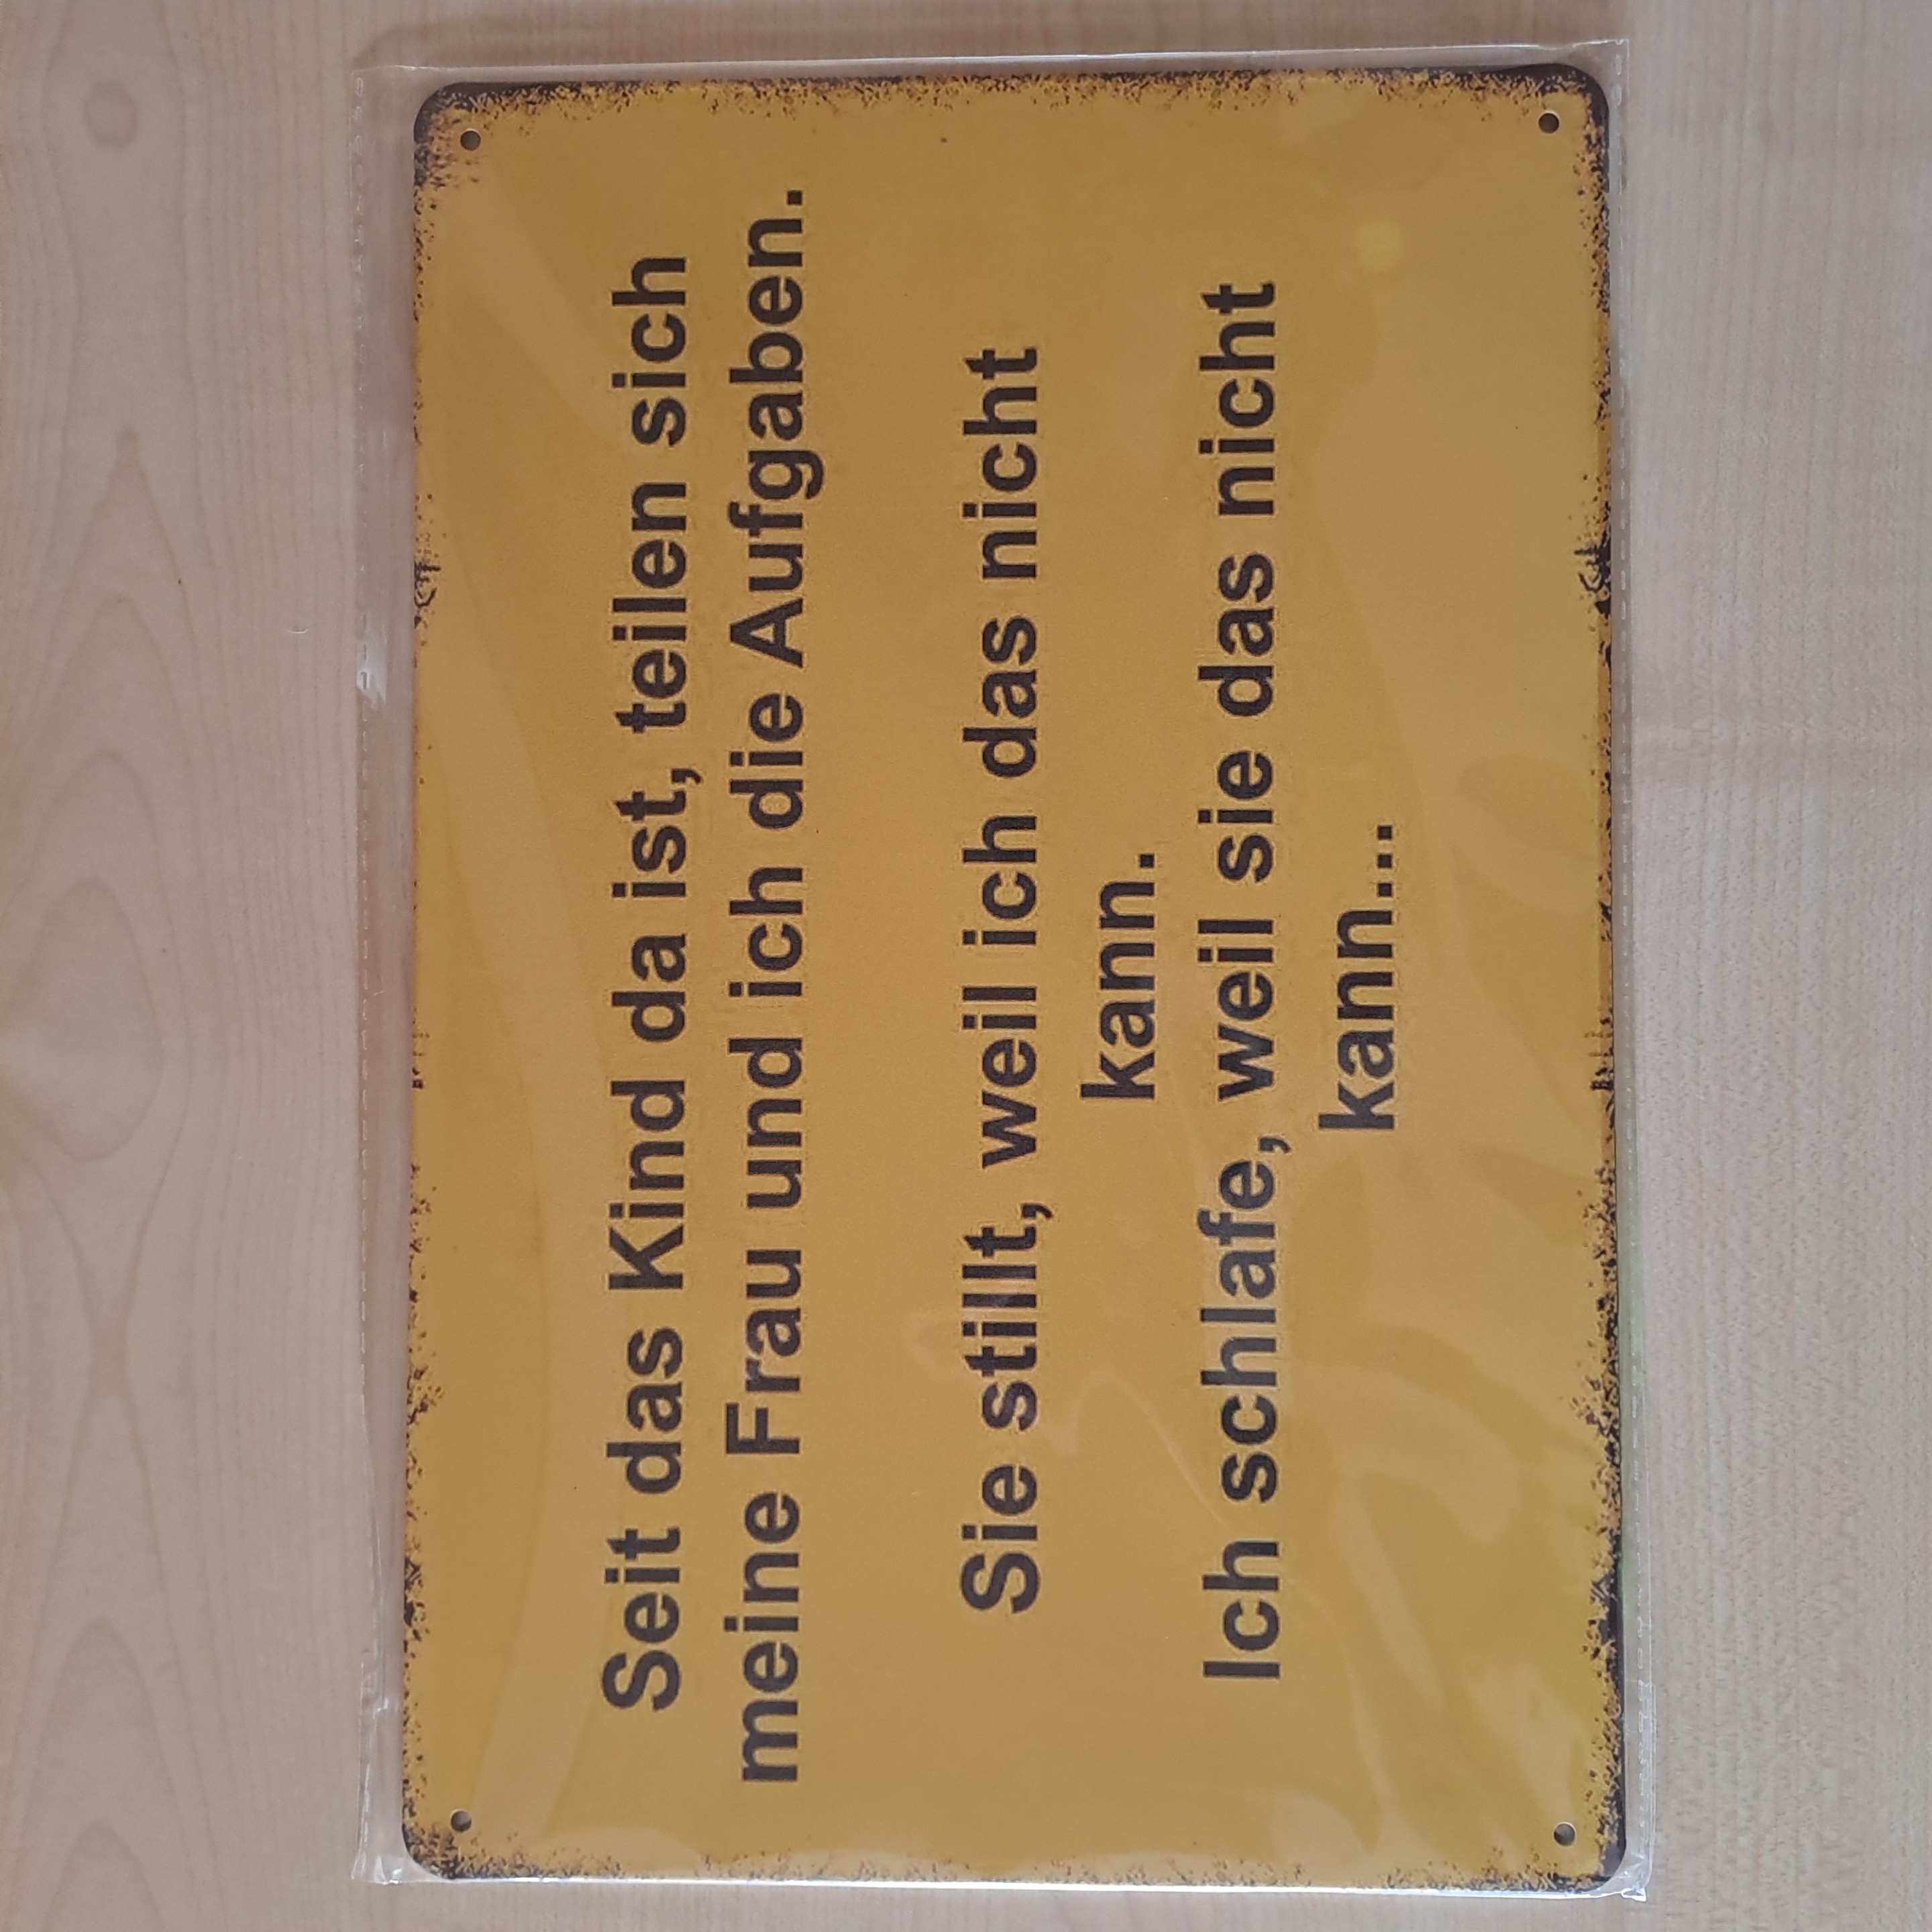 Seit das Kind da ist, teilen sich
meine Frau und ich die Aufgaben.
Sie stillt, weil ich das nicht
kann.
Ich schlafe, weil sie das nicht
kann...